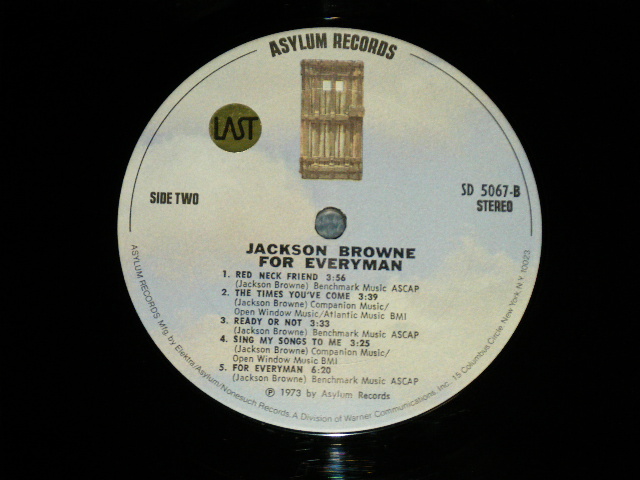 ASYLUM RECORDS
LAST
SIDE TWO
SD 5067-B
STEREO
JACKSON BROWNE
FOR EVERYMAN
1. RED NECK FRIEND 3:56
(Jackson Browne) Benchmark Music ASCAP
2. THE TIMES YOU'VE COME 3:39
(Jackson Browne) Companion Music/
Open Window Music/Atlantic Music BMI
3. READY OR NOT 3:33
(Jackson Browne) Benchmark Music ASCAP
4. SING MY SONGS TO ME 3:25
(Jackson Browne) Companion Music/
Open Window Music BMI
5. FOR EVERYMAN 6:20
(Jackson Browne) Benchmark Music ASCAP
℗ 1973 by Asylum Records
ASYLUM RECORDS Mfg. by Elektra/Asylum/Nonesuch Records. A Division of Warner Communications, Inc. · 15 Columbus Circle, New York, N.Y. 10023